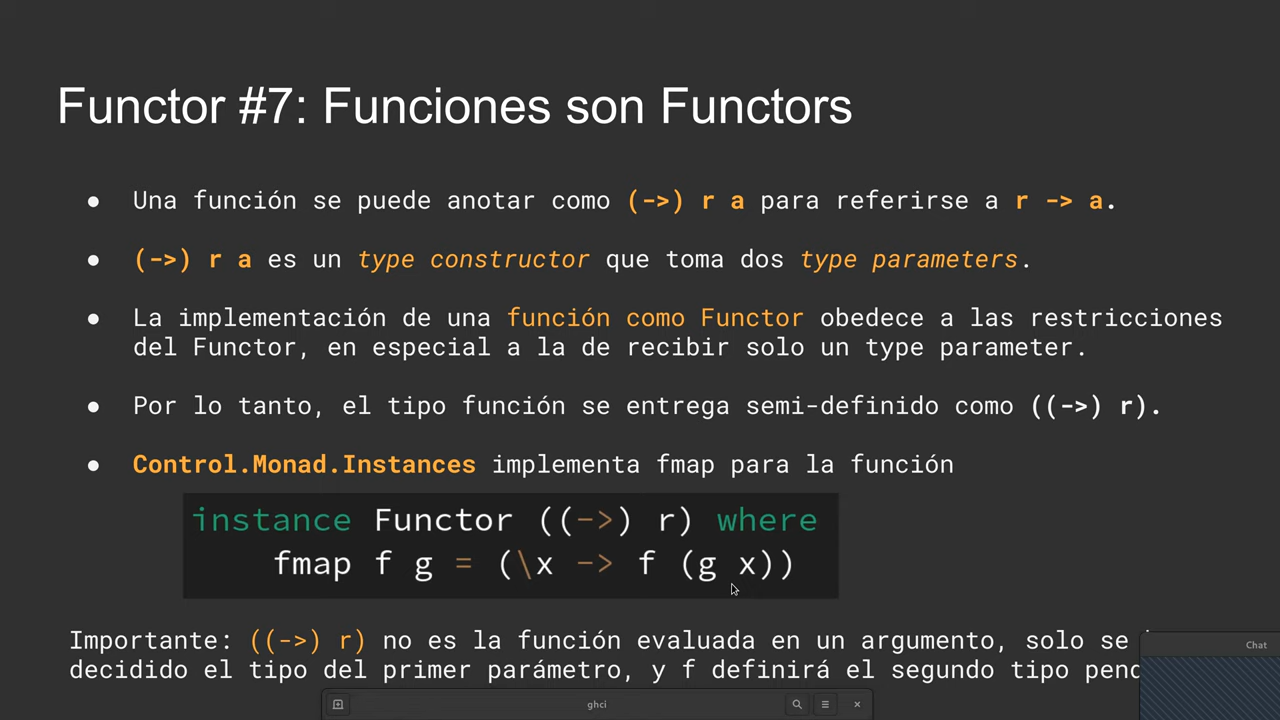 Functor #7: Funciones son Functors
● Una función se puede anotar como (->) r a para referirse a r -> a.
● (->) r a es un type constructor que toma dos type parameters.
● La implementación de una función como Functor obedece a las restricciones
del Functor, en especial a la de recibir solo un type parameter.
● Por lo tanto, el tipo función se entrega semi-definido como ((->) r).
● Control.Monad.Instances implementa fmap para la función
instance Functor ((->) r) where
fmap f g = (\x -> f (g x))
Importante: ((->) r) no es la función evaluada en un argumento, solo se
decidido el tipo del primer parámetro, y f definirá el segundo tipo
Chat
ghci